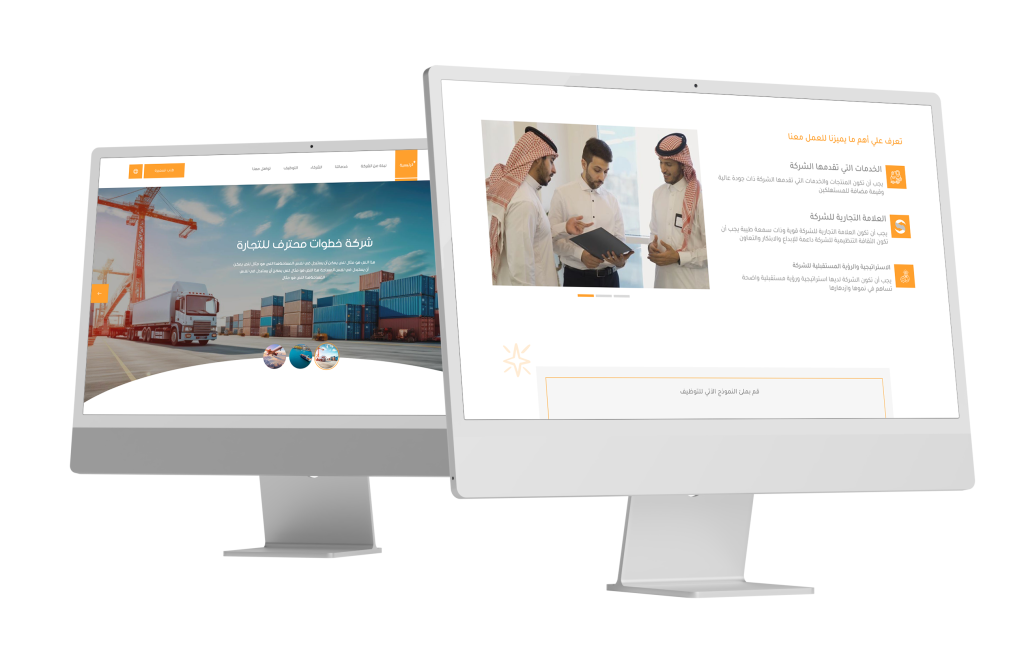 الرئيسية
نبذة عن الشركة
خدماتنا
التوظيف
تواصل معنا
شركة خطوات محترف للتجارة
تعرف علي أهم ما يميزنا للعمل معنا
الخدمات التي تقدمها الشركة
يجب أن تكون المنتجات والخدمات التي تقدمها الشركة ذات جودة عالية
وقيمة مضافة للمستهلكين
العلامة التجارية للشركة
يجب أن تكون العلامة التجارية للشركة قوية وذات سمعة طيبة يجب أن
تكون الثقافة التنظيمية للشركة داعمة للإبداع والابتكار والتعاون
الاستراتيجية والرؤية المستقبلية للشركة
يجب أن تكون الشركة لديها استراتيجية ورؤية مستقبلية واضحة
تساهم في نموها وازدهارها
قم بملئ النموذج الأتي للتوظيف